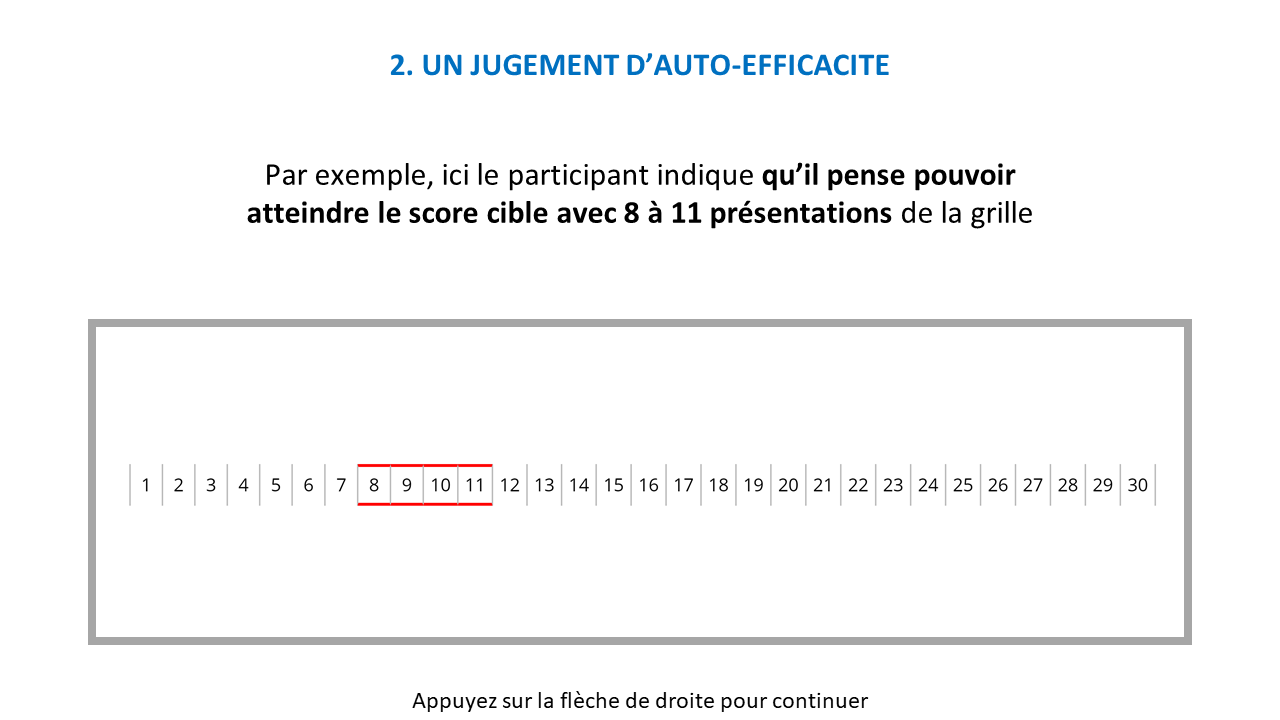 2. UN JUGEMENT D’AUTO-EFFICACITE
Par exemple, ici le participant indique qu’il pense pouvoir
atteindre le score cible avec 8 à 11 présentations de la grille
1 2 3 4 5 6 7 8 9 10 11 12 13 14 15 16 17 18 19 20 21 22 23 24 25 26 27 28 29 30
Appuyez sur la flèche de droite pour continuer